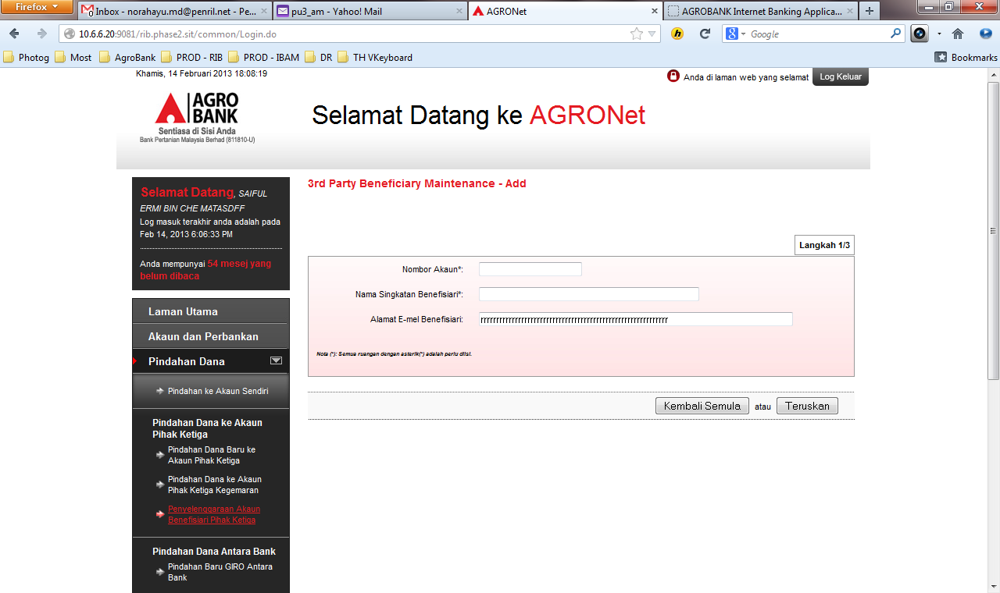 Firefox
Inbox - norahayu.md@penril.net - Pe...
pu3_am - Yahoo! Mail
AGRONet
AGROBANK Internet Banking Applica...
10.6.6.20:9081/rib.phase2.sit/common/Login.do
Google
Photog
Most
AgroBank
PROD - RIB
PROD - IBAM
DR
TH VKeyboard
Bookmarks
Khamis, 14 Februari 2013 18:08:19
Anda di laman web yang selamat
Log Keluar
AGRO
BANK
Sentiasa di Sisi Anda
Bank Pertanian Malaysia Berhad (811810-U)
Selamat Datang ke AGRONet
Selamat Datang, SAIFUL
ERMI BIN CHE MATASDFF
Log masuk terakhir anda adalah pada
Feb 14, 2013 6:06:33 PM
Anda mempunyai 54 mesej yang
belum dibaca
Laman Utama
Akaun dan Perbankan
Pindahan Dana
Pindahan ke Akaun Sendiri
Pindahan Dana ke Akaun
Pihak Ketiga
Pindahan Dana Baru ke
Akaun Pihak Ketiga
Pindahan Dana ke Akaun
Pihak Ketiga Kegemaran
Penyelenggaraan Akaun
Benefisiari Pihak Ketiga
Pindahan Dana Antara Bank
Pindahan Baru GIRO Antara
Bank
3rd Party Beneficiary Maintenance - Add
Langkah 1/3
Nombor Akaun*:
Nama Singkatan Benefisiari*:
Alamat E-mel Benefisiari:
rrrrrrrrrrrrrrrrrrrrrrrrrrrrrrrrrrrrrrrrrrrrrrrrrrrrrrrrrrrr
Nota (*): Semua ruangan dengan asterik(*) adalah perlu diisi.
Kembali Semula atau Teruskan